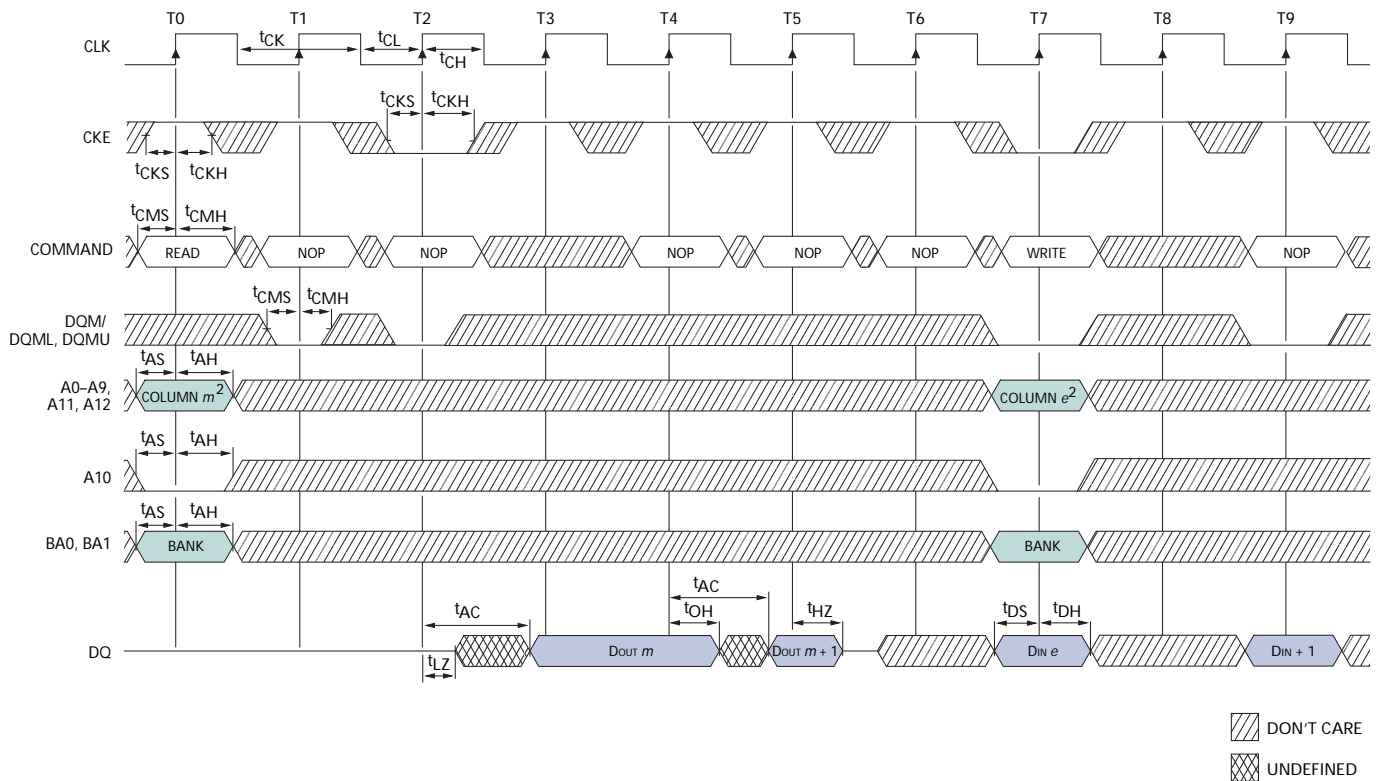 T0 T1 T2 T3 T4 T5 T6 T7 T8 T9
CLK tCK tCL tCH
tCKS tCKH
CKE
tCKS tCKH
tCMS tCMH
COMMAND READ NOP NOP NOP NOP NOP WRITE NOP
tCMS tCMH
DQM/
DQML, DQMU
tAS tAH
A0–A9,
A11, A12
COLUMN m² COLUMN e²
tAS tAH
A10
tAS tAH
BA0, BA1 BANK BANK
tAC
tAC tOH tHZ tDS tDH
DQ DOUT m DOUT m + 1 DIN e DIN + 1
tLZ
DON'T CARE
UNDEFINED